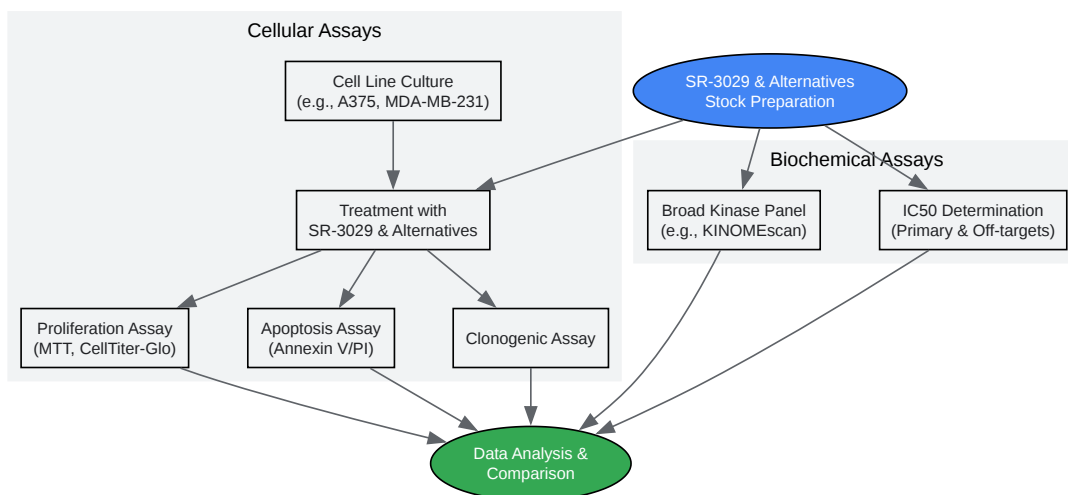 Cellular Assays
Cell Line Culture
(e.g., A375, MDA-MB-231)
SR-3029 & Alternatives
Stock Preparation
Biochemical Assays
Treatment with
SR-3029 & Alternatives
Broad Kinase Panel
(e.g., KINOMEscan)
IC50 Determination
(Primary & Off-targets)
Proliferation Assay
(MTT, CellTiter-Glo)
Apoptosis Assay
(Annexin V/PI)
Clonogenic Assay
Data Analysis &
Comparison